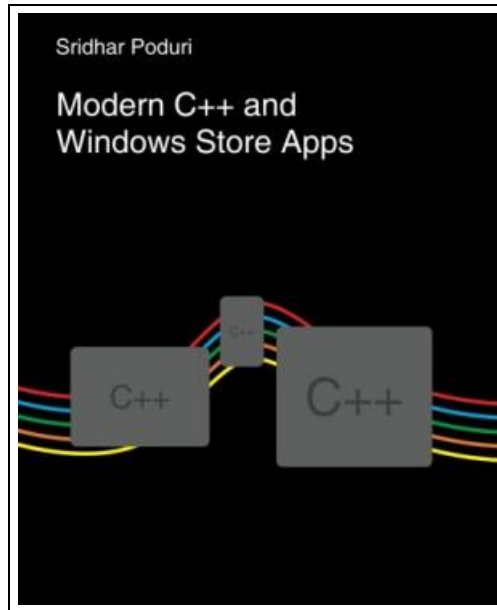 Sridhar Poduri
Modern C++ and
Windows Store Apps
C++
C++
C++